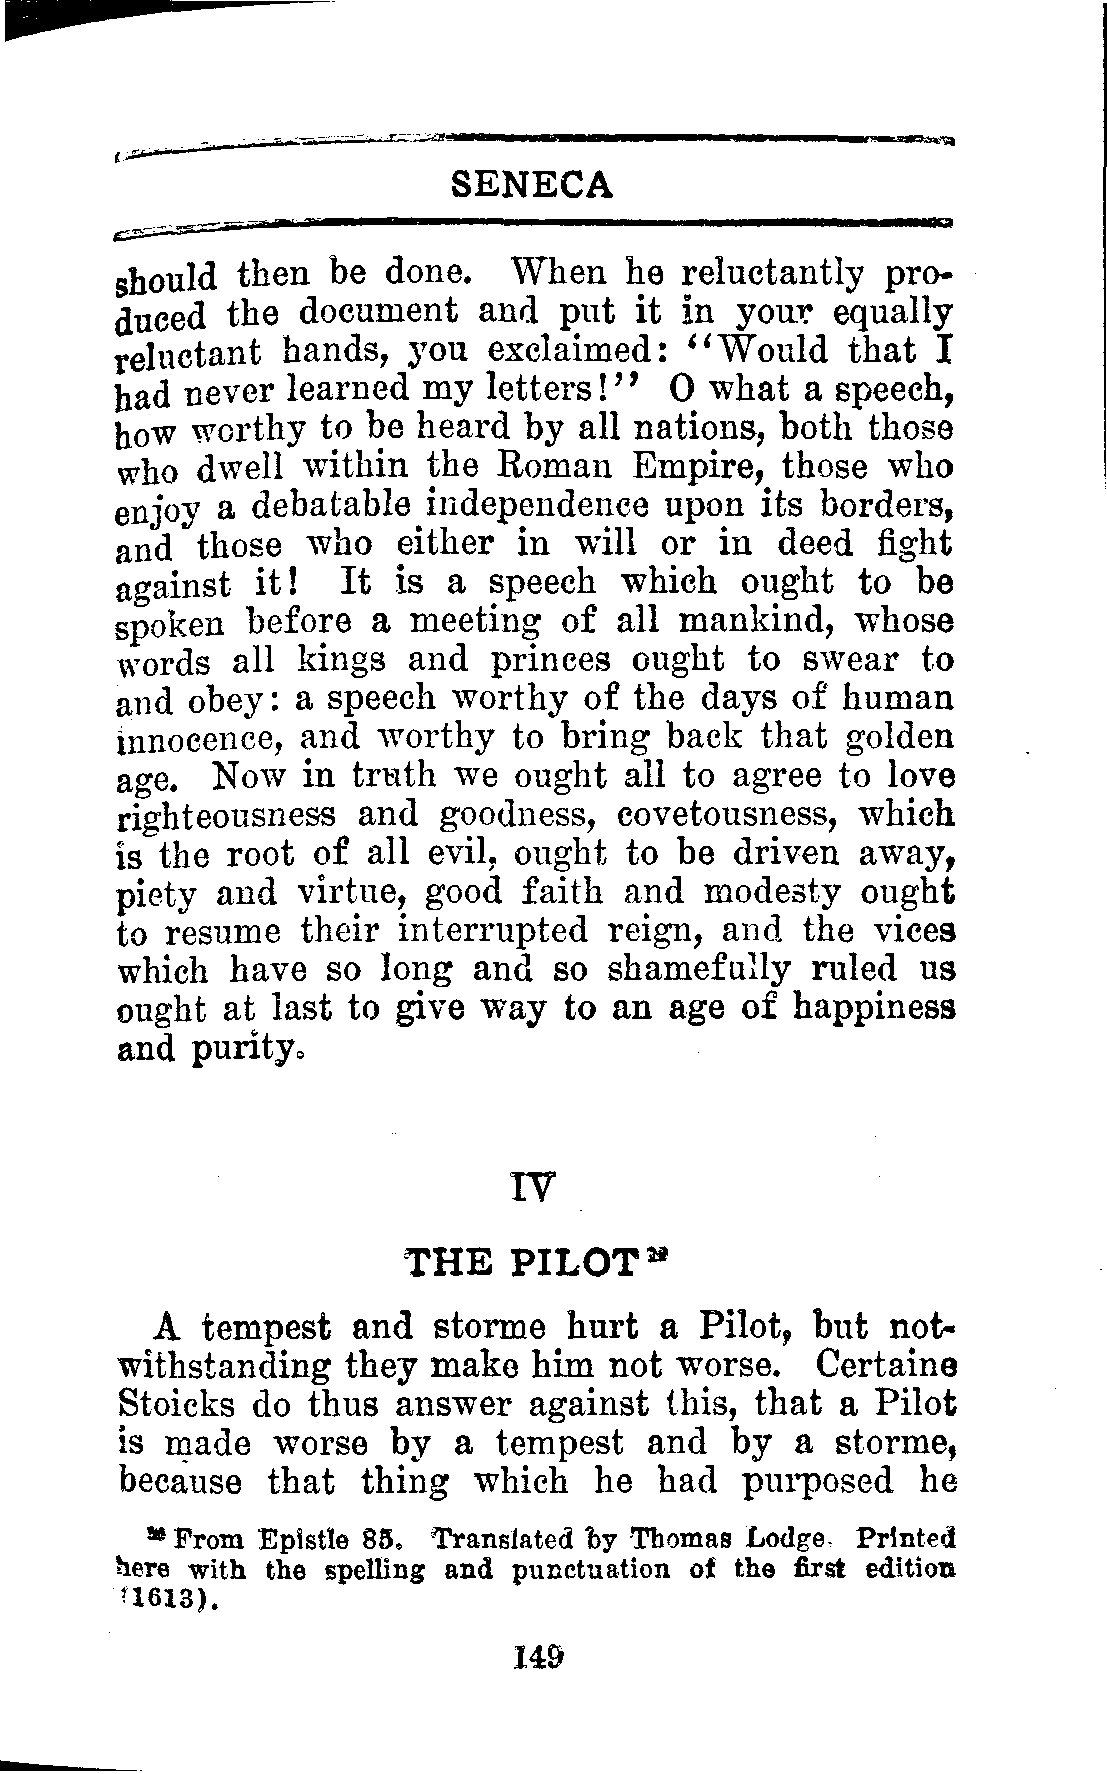 SENECA
should then be done. When he reluctantly pro-
duced the document and put it in your equally
reluctant hands, you exclaimed: "Would that I
had never learned my letters!" O what a speech,
how worthy to be heard by all nations, both those
who dwell within the Roman Empire, those who
enjoy a debatable independence upon its borders,
and those who either in will or in deed fight
against it! It is a speech which ought to be
spoken before a meeting of all mankind, whose
words all kings and princes ought to swear to
and obey: a speech worthy of the days of human
innocence, and worthy to bring back that golden
age. Now in truth we ought all to agree to love
righteousness and goodness, covetousness, which
is the root of all evil, ought to be driven away,
piety and virtue, good faith and modesty ought
to resume their interrupted reign, and the vices
which have so long and so shamefully ruled us
ought at last to give way to an age of happiness
and purity.
IV
THE PILOT
A tempest and storme hurt a Pilot, but not-
withstanding they make him not worse. Certaine
Stoicks do thus answer against this, that a Pilot
is made worse by a tempest and by a storme,
because that thing which he had purposed he
From Epistle 85. Translated by Thomas Lodge. Printed
here with the spelling and punctuation of the first edition
(1613).
149